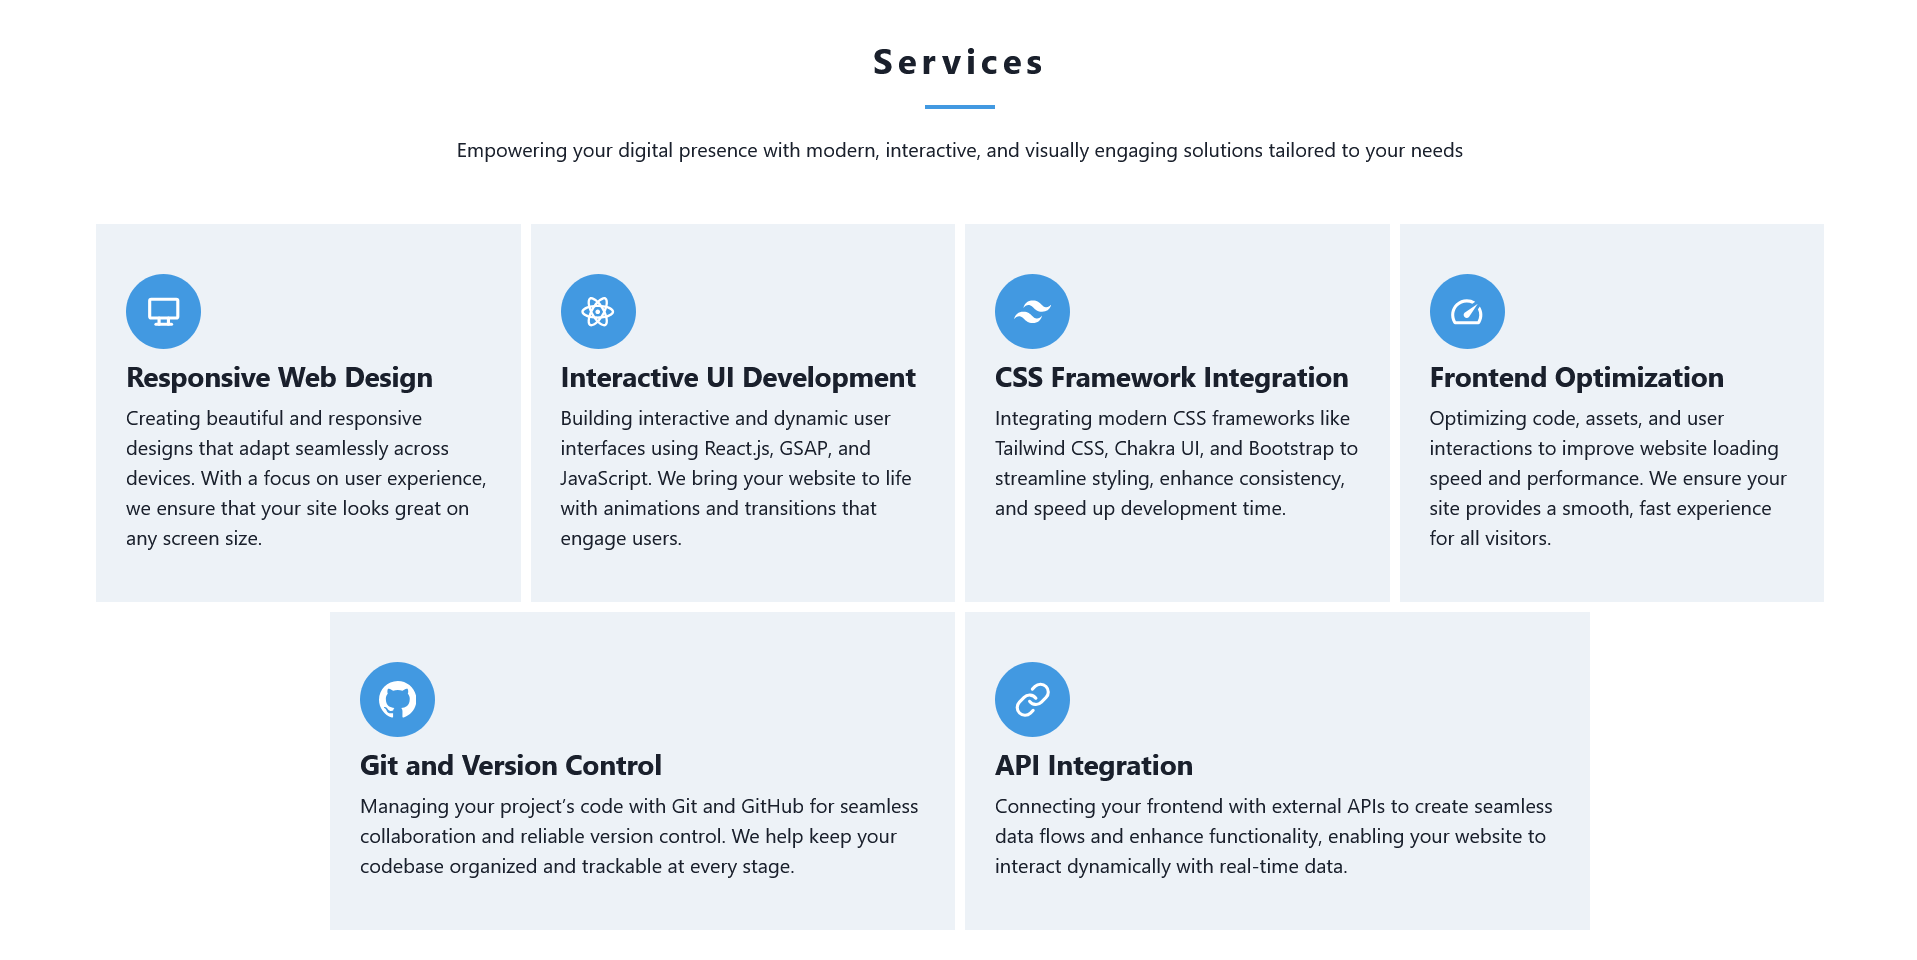 Services
Empowering your digital presence with modern, interactive, and visually engaging solutions tailored to your needs
Responsive Web Design
Creating beautiful and responsive
designs that adapt seamlessly across
devices. With a focus on user experience,
we ensure that your site looks great on
any screen size.
Interactive UI Development
Building interactive and dynamic user
interfaces using React.js, GSAP, and
JavaScript. We bring your website to life
with animations and transitions that
engage users.
CSS Framework Integration
Integrating modern CSS frameworks like
Tailwind CSS, Chakra UI, and Bootstrap to
streamline styling, enhance consistency,
and speed up development time.
Frontend Optimization
Optimizing code, assets, and user
interactions to improve website loading
speed and performance. We ensure your
site provides a smooth, fast experience
for all visitors.
Git and Version Control
Managing your project’s code with Git and GitHub for seamless
collaboration and reliable version control. We help keep your
codebase organized and trackable at every stage.
API Integration
Connecting your frontend with external APIs to create seamless
data flows and enhance functionality, enabling your website to
interact dynamically with real-time data.